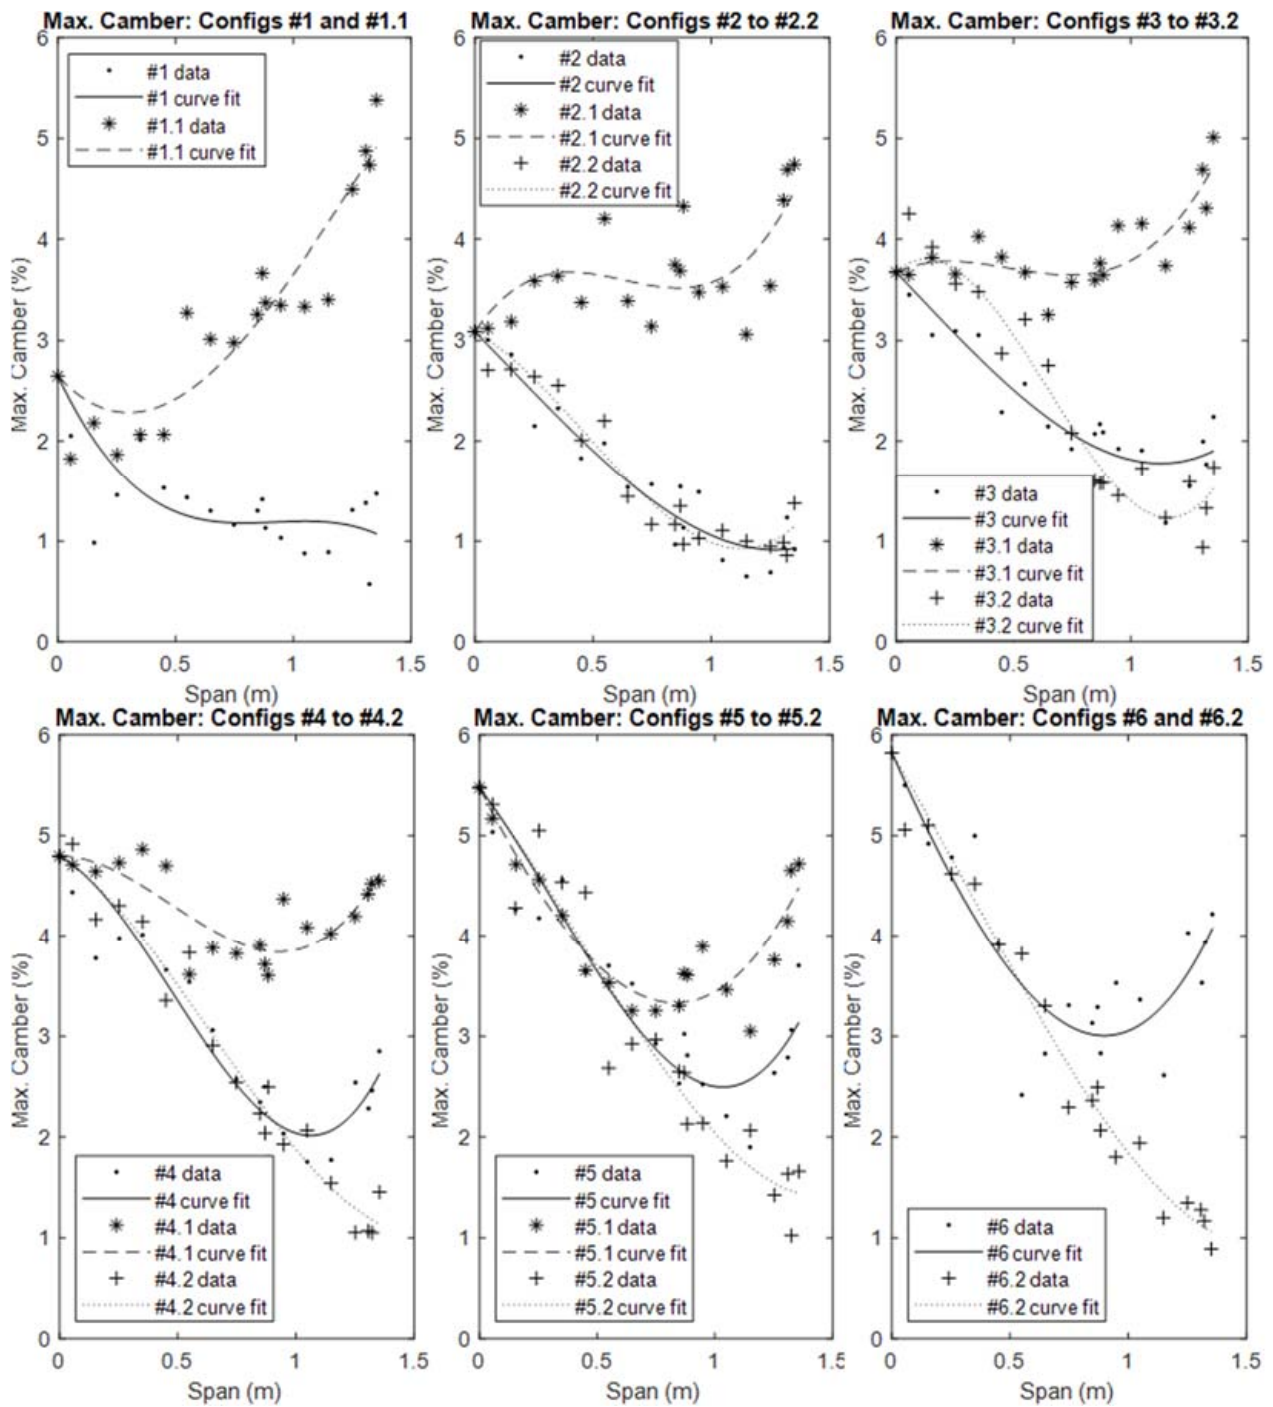 Max. Camber: Configs #1 and #1.1
6
5
4
3
2
1
0
Max. Camber (%)
#1 data
#1 curve fit
#1.1 data
#1.1 curve fit
0 0.5 1 1.5
Span (m)
Max. Camber: Configs #2 to #2.2
6
5
4
3
2
1
0
Max. Camber (%)
#2 data
#2 curve fit
#2.1 data
#2.1 curve fit
#2.2 data
#2.2 curve fit
0 0.5 1 1.5
Span (m)
Max. Camber: Configs #3 to #3.2
6
5
4
3
2
1
0
Max. Camber (%)
#3 data
#3 curve fit
#3.1 data
#3.1 curve fit
#3.2 data
#3.2 curve fit
0 0.5 1 1.5
Span (m)
Max. Camber: Configs #4 to #4.2
6
5
4
3
2
1
0
Max. Camber (%)
#4 data
#4 curve fit
#4.1 data
#4.1 curve fit
#4.2 data
#4.2 curve fit
0 0.5 1 1.5
Span (m)
Max. Camber: Configs #5 to #5.2
6
5
4
3
2
1
0
Max. Camber (%)
#5 data
#5 curve fit
#5.1 data
#5.1 curve fit
#5.2 data
#5.2 curve fit
0 0.5 1 1.5
Span (m)
Max. Camber: Configs #6 and #6.2
6
5
4
3
2
1
0
Max. Camber (%)
#6 data
#6 curve fit
#6.2 data
#6.2 curve fit
0 0.5 1 1.5
Span (m)